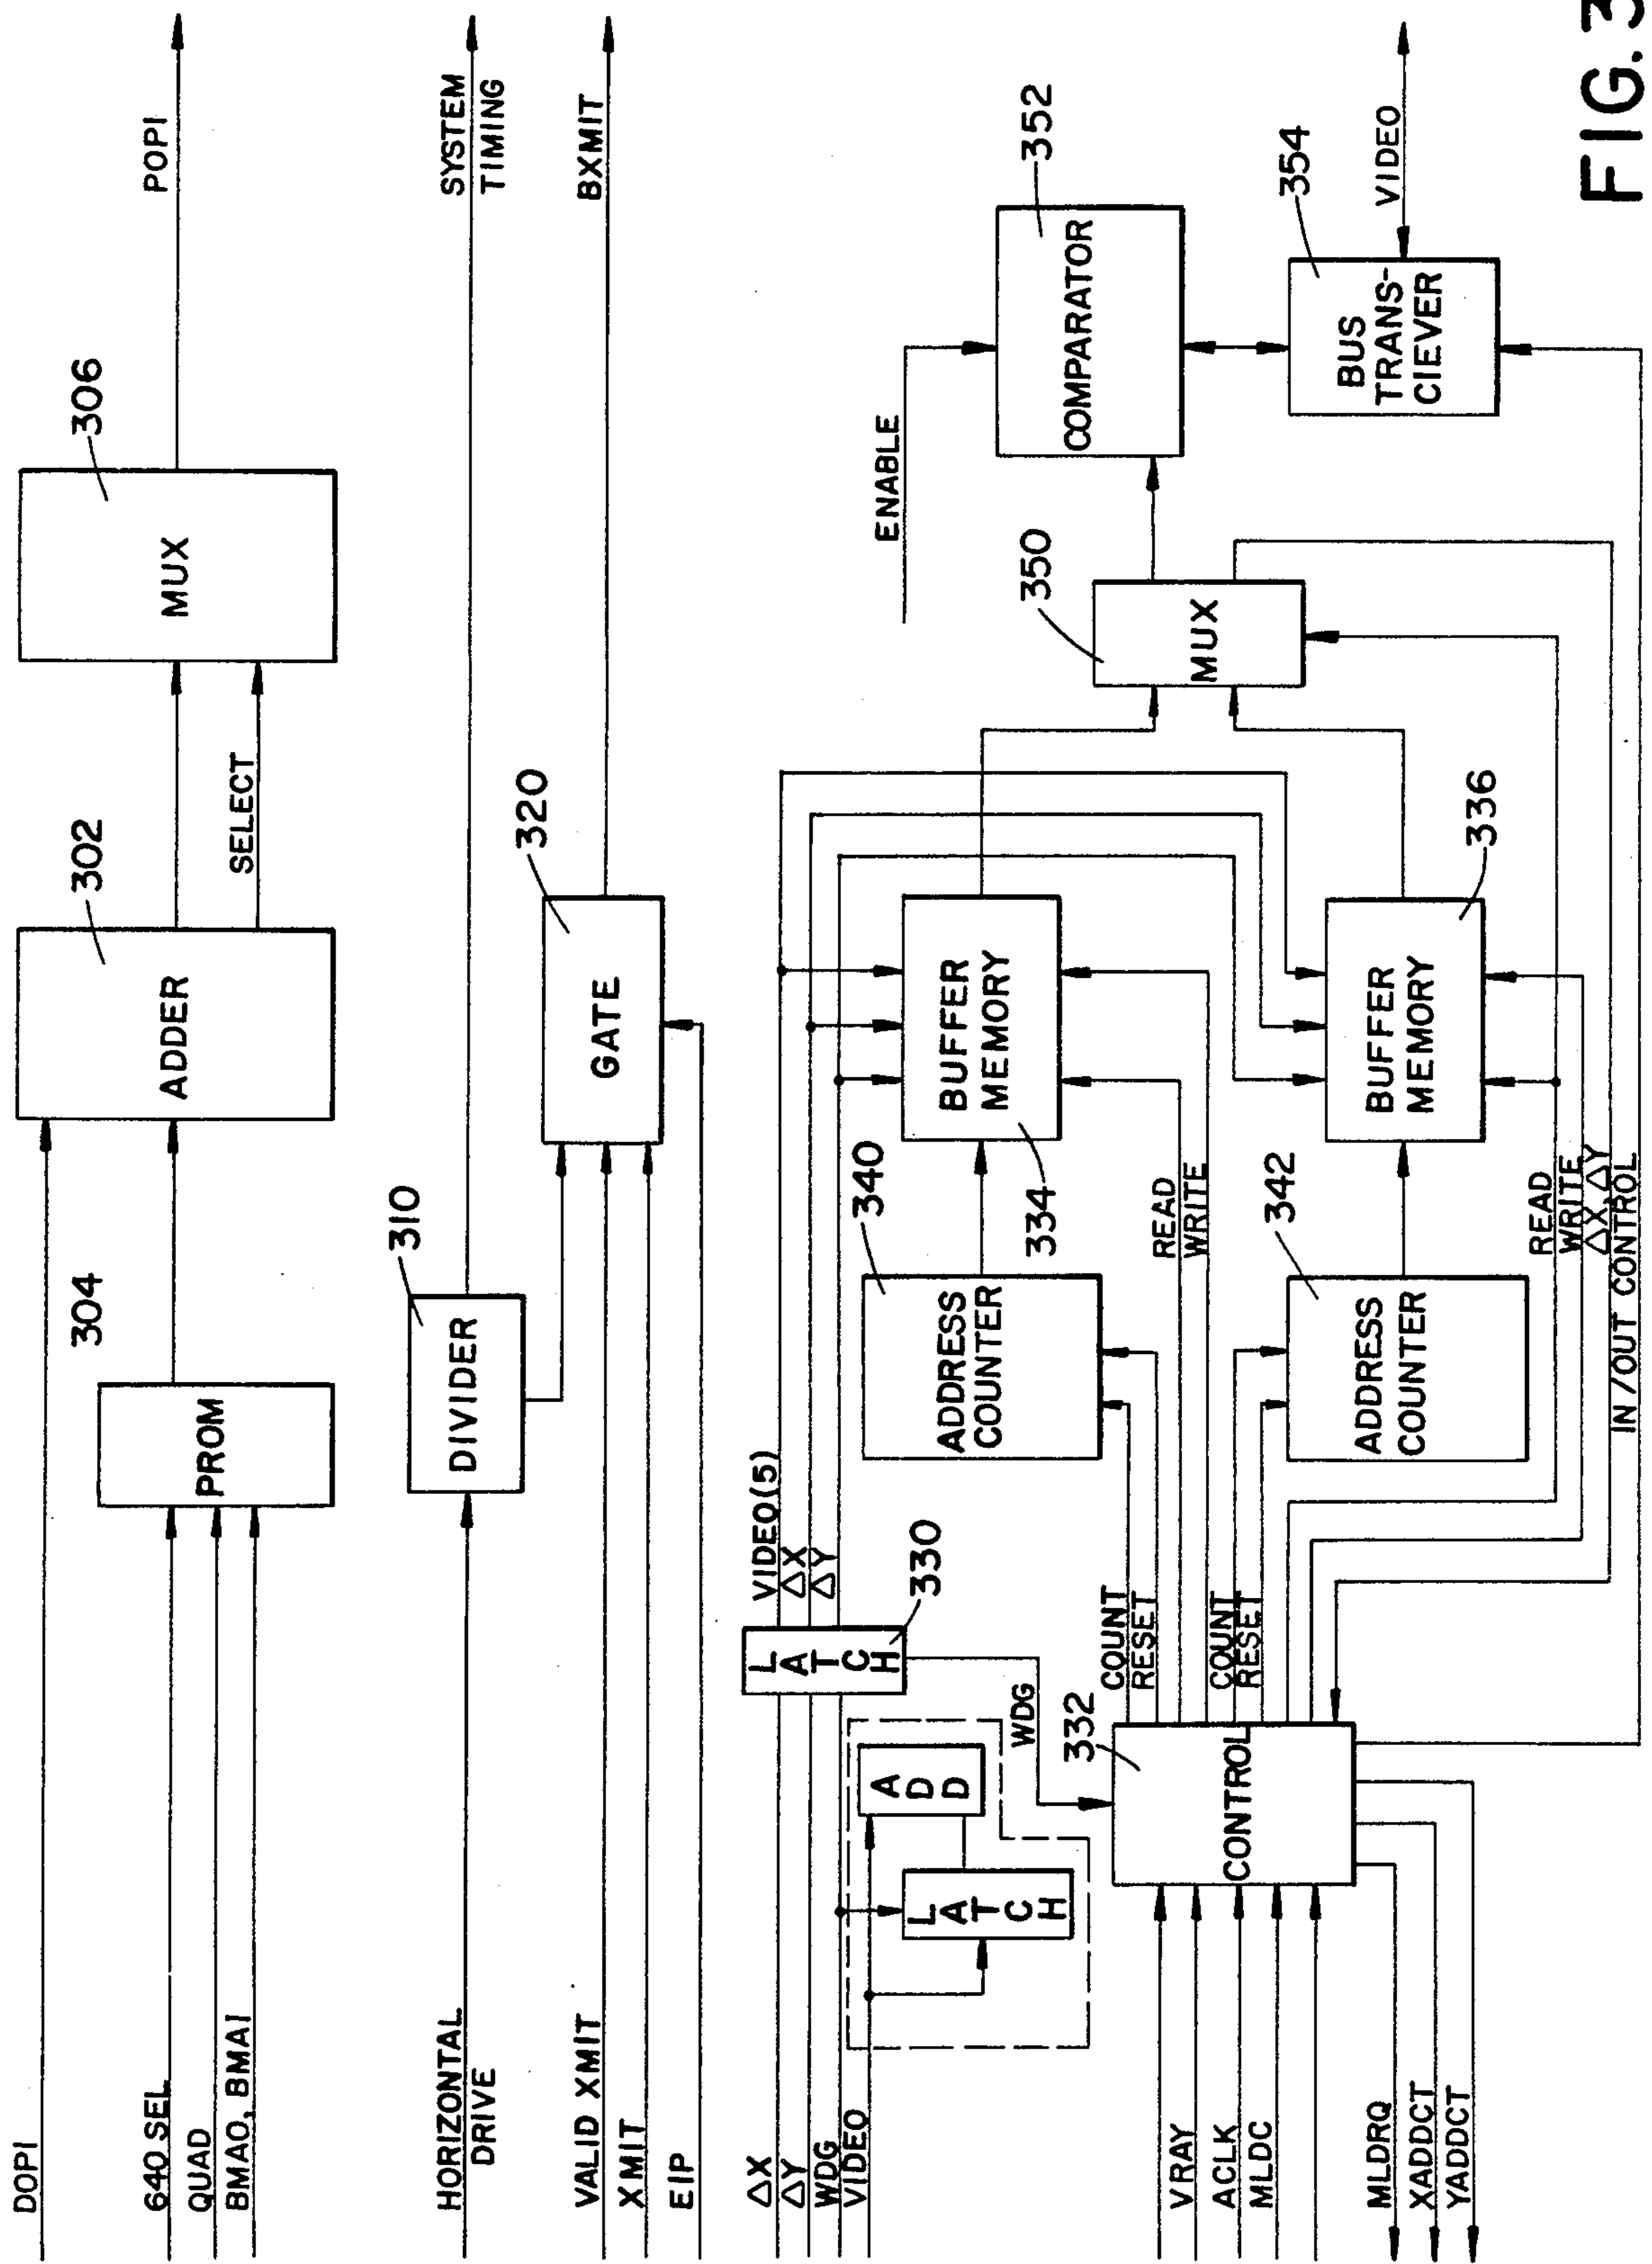 POPI
SYSTEM
TIMING
BXMIT
306
MUX
302
SELECT
ADDER
304
PROM
DOPI
640 SEL
QUAD
BMAO, BMAI
310
DIVIDER
HORIZONTAL
DRIVE
320
GATE
VALID XMIT
XMIT
EIP
ΔX
ΔY
WDG
VIDEO
LATCH
ADD
LATCH
330
VIDEO(5)
ΔX
ΔY
WDG
332
CONTROL
VRAY
ACLK
MLDC
MLDRQ
XADDCT
YADDCT
COUNT
RESET
COUNT
RESET
340
ADDRESS
COUNTER
342
ADDRESS
COUNTER
READ
WRITE
READ
WRITE
ΔX,ΔY
IN/OUT CONTROL
334
BUFFER
MEMORY
336
BUFFER
MEMORY
350
MUX
ENABLE
352
COMPARATOR
354
BUS
TRANS-
CIEVER
VIDEO
FIG. 3